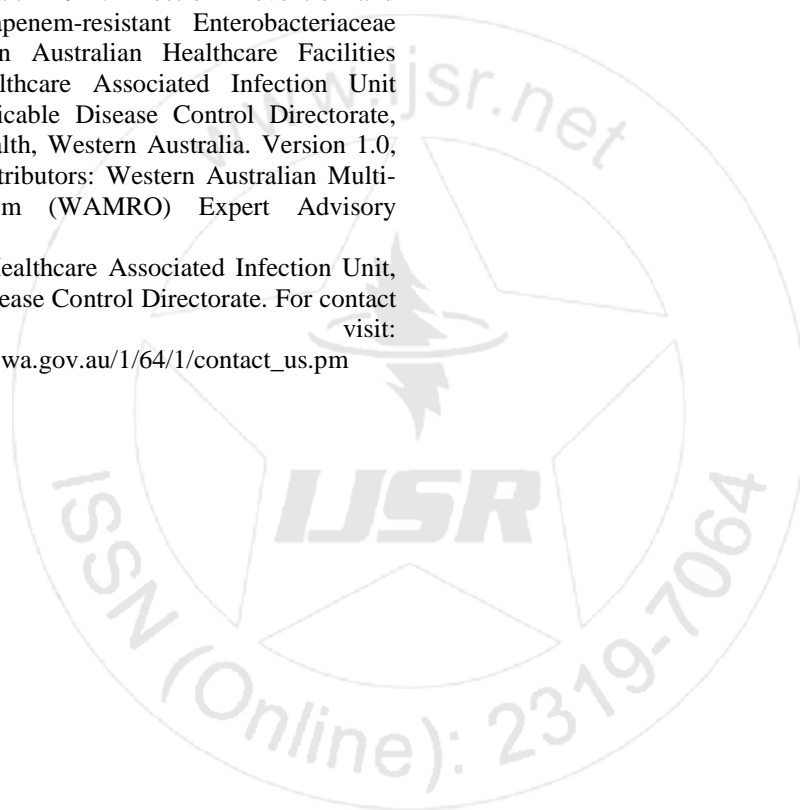 apenem-resistant Enterobacteriaceae
n Australian Healthcare Facilities
lthcare Associated Infection Unit
icable Disease Control Directorate,
alth, Western Australia. Version 1.0,
tributors: Western Australian Multi-
m (WAMRO) Expert Advisory
Healthcare Associated Infection Unit,
ease Control Directorate. For contact
visit:
wa.gov.au/1/64/1/contact_us.pm
www.ijsr.net
IJSR
ISSN (Online): 2319-7064